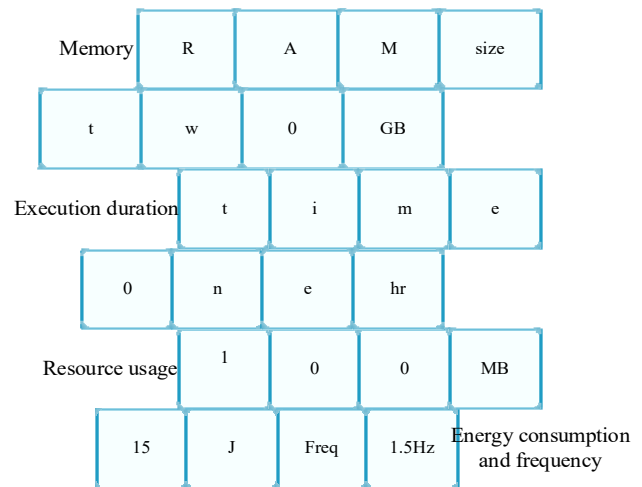 Memory R A M size
t w 0 GB
Execution duration t i m e
0 n e hr
Resource usage 1 0 0 MB
15 J Freq 1.5Hz Energy consumption
and frequency